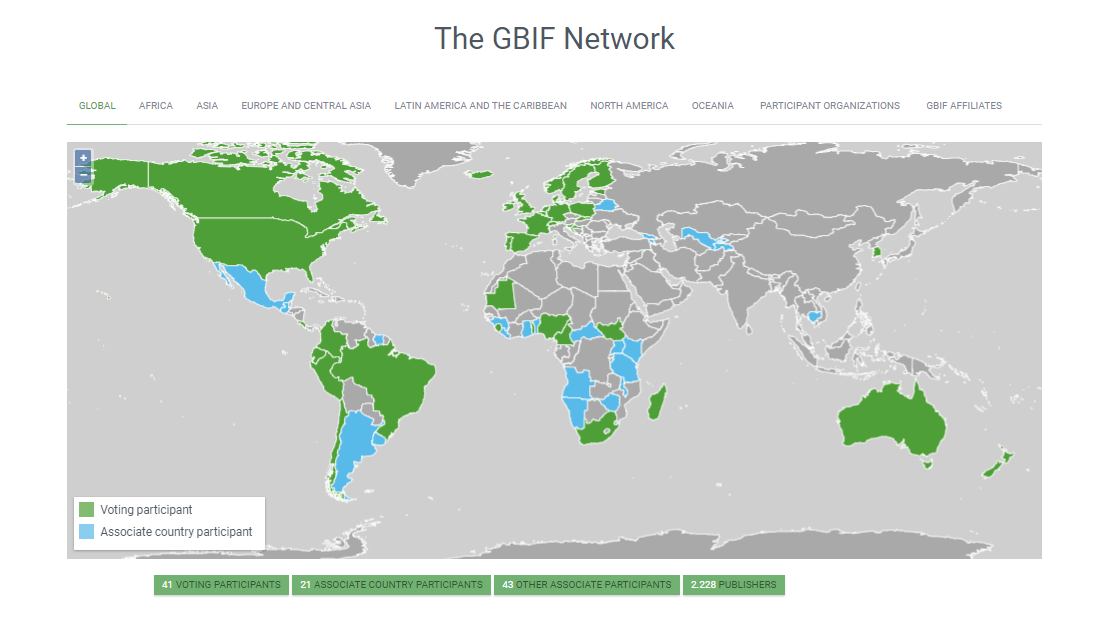 The GBIF Network
GLOBAL AFRICA ASIA EUROPE AND CENTRAL ASIA LATIN AMERICA AND THE CARIBBEAN NORTH AMERICA OCEANIA PARTICIPANT ORGANIZATIONS GBIF AFFILIATES
+
−
Voting participant
Associate country participant
41 VOTING PARTICIPANTS 21 ASSOCIATE COUNTRY PARTICIPANTS 43 OTHER ASSOCIATE PARTICIPANTS 2.228 PUBLISHERS